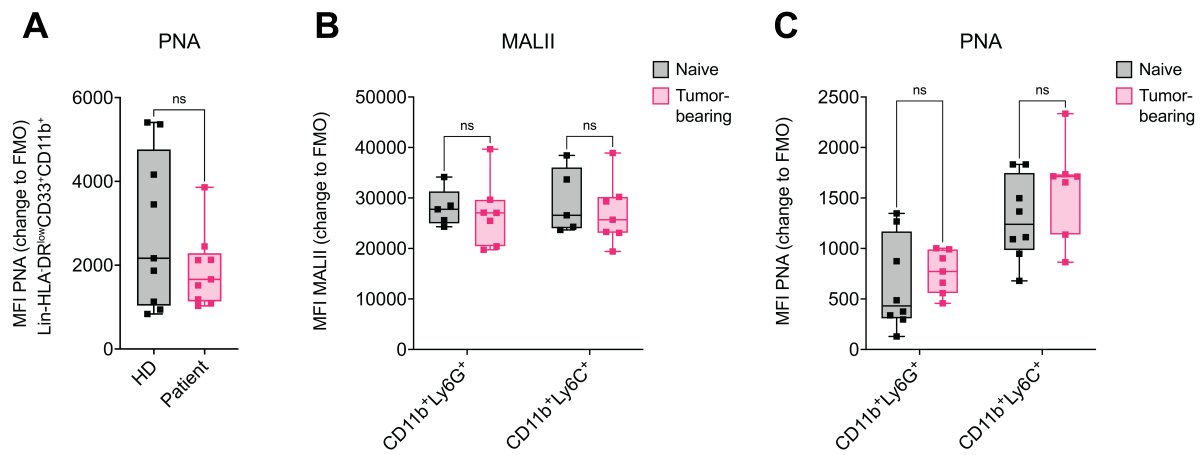 A
PNA
MFI PNA (change to FMO)
Lin-HLA-DRlowCD33+CD11b+
6000
4000
2000
0
ns
HD
Patient
B
MALII
Naive
Tumor-
bearing
MFI MALII (change to FMO)
50000
40000
30000
20000
10000
0
ns
ns
CD11b+Ly6G+
CD11b+Ly6C+
C
PNA
Naive
Tumor-
bearing
MFI PNA (change to FMO)
2500
2000
1500
1000
500
0
ns
ns
CD11b+Ly6G+
CD11b+Ly6C+